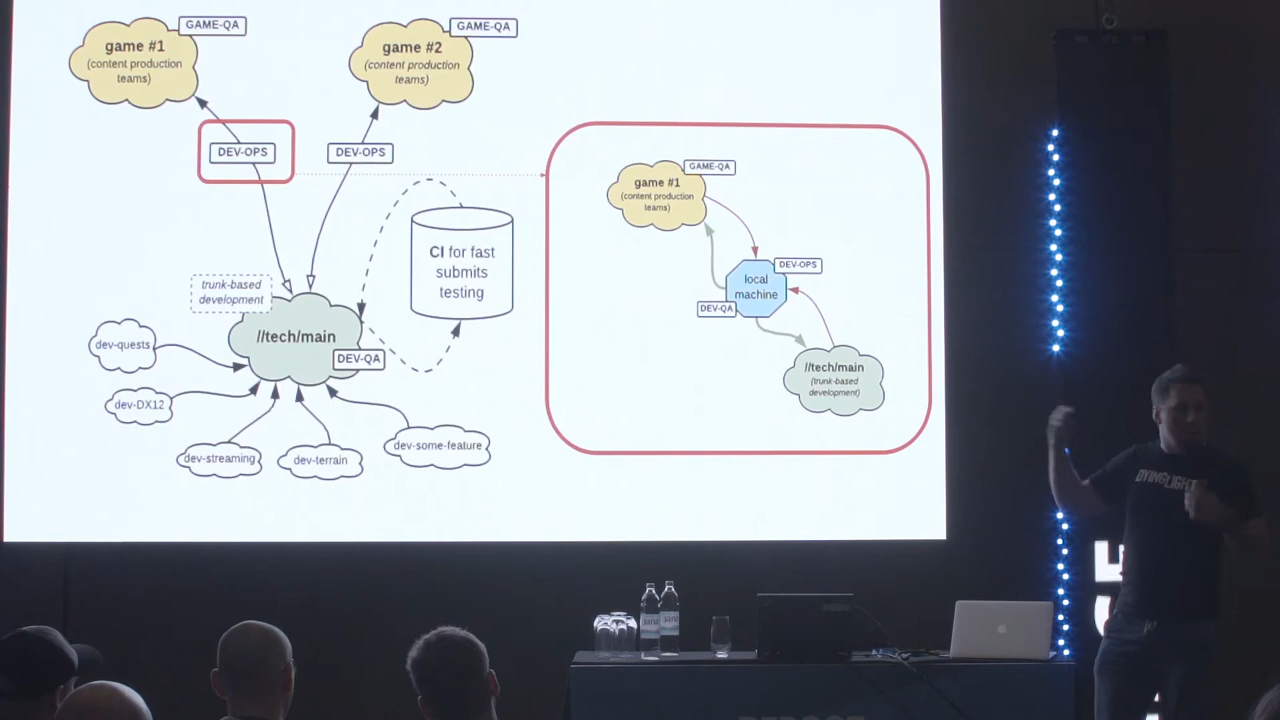 GAME-QA
game #1
(content production
teams)
GAME-QA
game #2
(content production
teams)
DEV-OPS
DEV-OPS
CI for fast
submits
testing
trunk-based
development
//tech/main
DEV-QA
dev-quests
dev-DX12
dev-streaming
dev-terrain
dev-some-feature
GAME-QA
game #1
(content production
teams)
DEV-OPS
local
machine
DEV-QA
//tech/main
(trunk-based
development)
DYINGLIGHT
Jana
Jana